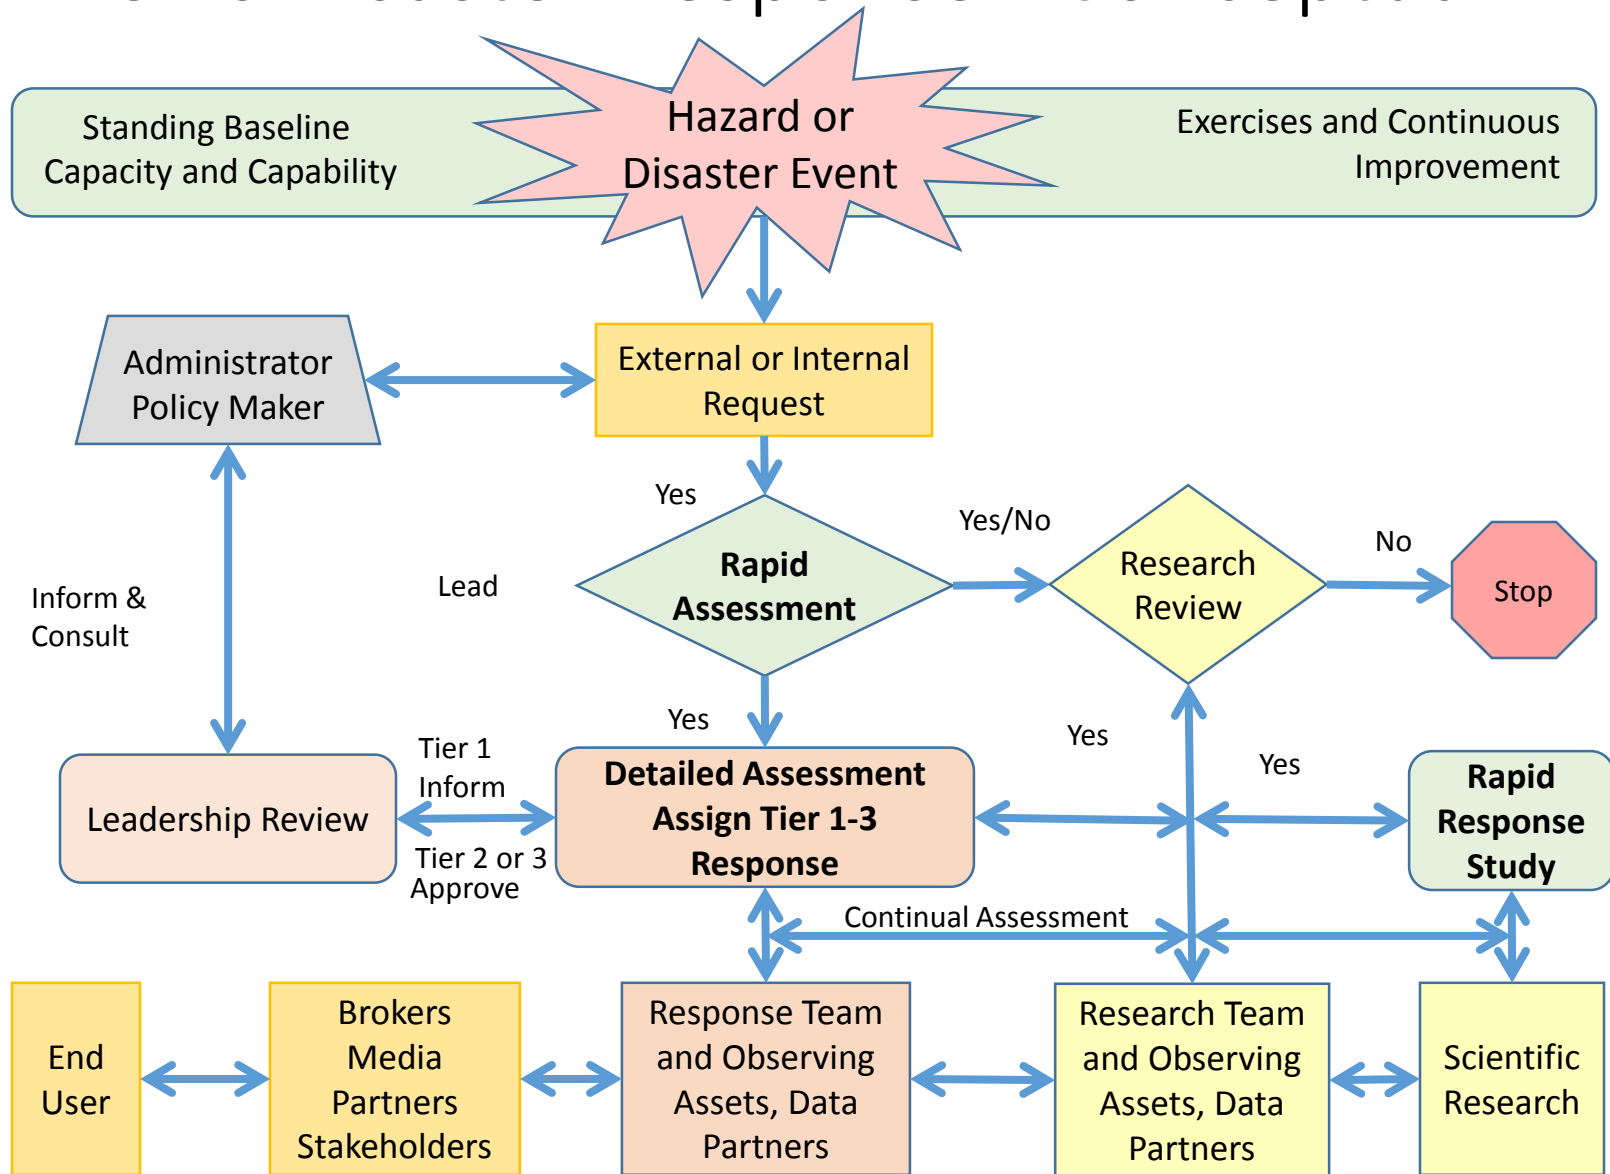 Hazard or
Disaster Event
Standing Baseline
Capacity and Capability
Exercises and Continuous
Improvement
Administrator
Policy Maker
External or Internal
Request
Yes
Yes/No
No
Rapid
Assessment
Research
Review
Stop
Lead
Inform &
Consult
Yes
Yes
Yes
Tier 1
Inform
Leadership Review
Detailed Assessment
Assign Tier 1-3
Response
Rapid
Response
Study
Tier 2 or 3
Approve
Continual Assessment
End
User
Brokers
Media
Partners
Stakeholders
Response Team
and Observing
Assets, Data
Partners
Research Team
and Observing
Assets, Data
Partners
Scientific
Research